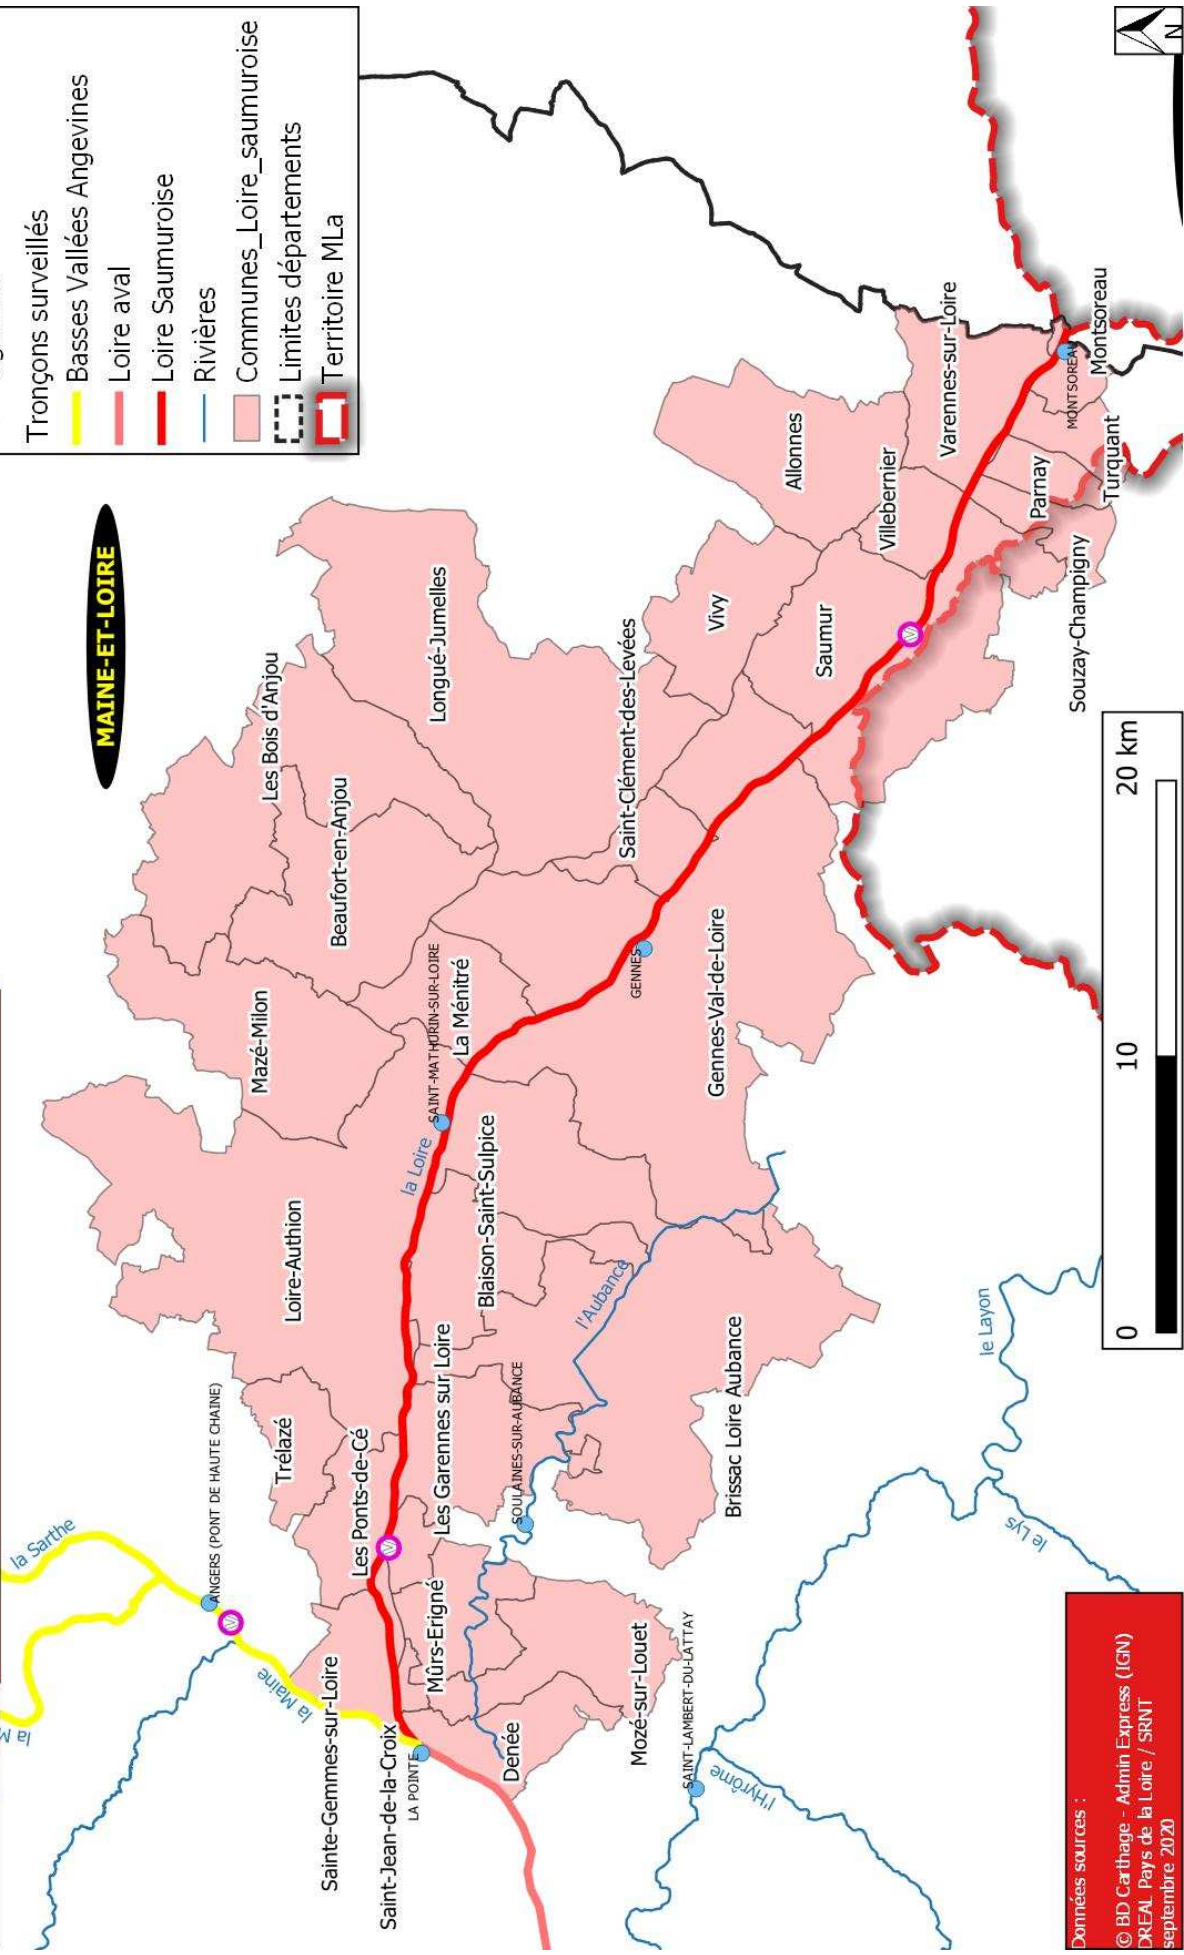 Tronçons surveillés
Basses Vallées Angevines
Loire aval
Loire Saumuroise
Rivières
Communes_Loire_saumuroise
Limites départements
Territoire MLa
MAINE-ET-LOIRE
N
la Sarthe
la M
ANGERS (PONT DE HAUTE CHAINE)
la Maine
Sainte-Gemmes-sur-Loire
Saint-Jean-de-la-Croix
LA POINTE
Denée
Mozé-sur-Louet
Mûrs-Erigné
Les Ponts-de-Cé
Trélazé
Les Garennes sur Loire
SOULAINES-SUR-AUBANCE
l'Aubance
Brissac Loire Aubance
Loire-Authion
Blaison-Saint-Sulpice
la Loire
SAINT-MATHURIN-SUR-LOIRE
La Ménitré
Mazé-Milon
Beaufort-en-Anjou
Les Bois d'Anjou
Longué-Jumelles
GENNES
Gennes-Val-de-Loire
Saint-Clément-des-Levées
Vivy
Saumur
Allonnes
Villebernier
Varennes-sur-Loire
Parnay
Turquant
Souzay-Champigny
MONTSOREAU
Montsoreau
SAINT-LAMBERT-DU-LATTAY
l'Hyrôme
le Lys
le Layon
0 10 20 km
Données sources :
© BD Carthage - Admin Express (IGN)
DREAL Pays de la Loire / SRNT
septembre 2020